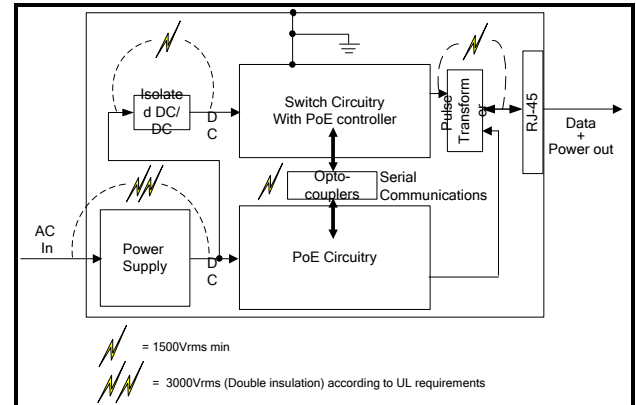 Isolate
d DC/
DC
D
C
Switch Circuitry
With PoE controller
Pulse
Transform
er
RJ-45
Data
+
Power out
Opto-
couplers
Serial
Communications
AC
In
Power
Supply
D
C
PoE Circuitry
= 1500Vrms min
= 3000Vrms (Double insulation) according to UL requirements